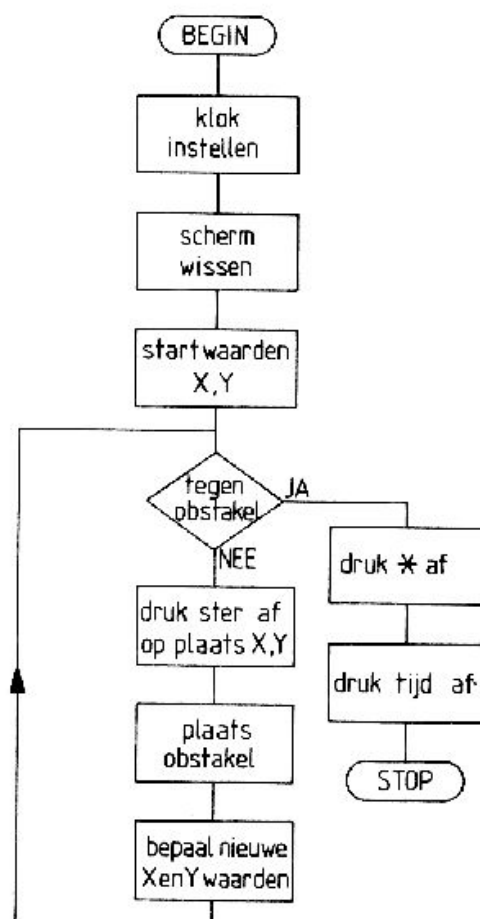 BEGIN
klok
instellen
scherm
wissen
startwaarden
X,Y
tegen
obstakel
JA
NEE
druk ster af
op plaats X,Y
plaats
obstakel
bepaal nieuwe
X en Y waarden
druk * af
druk tijd af
STOP